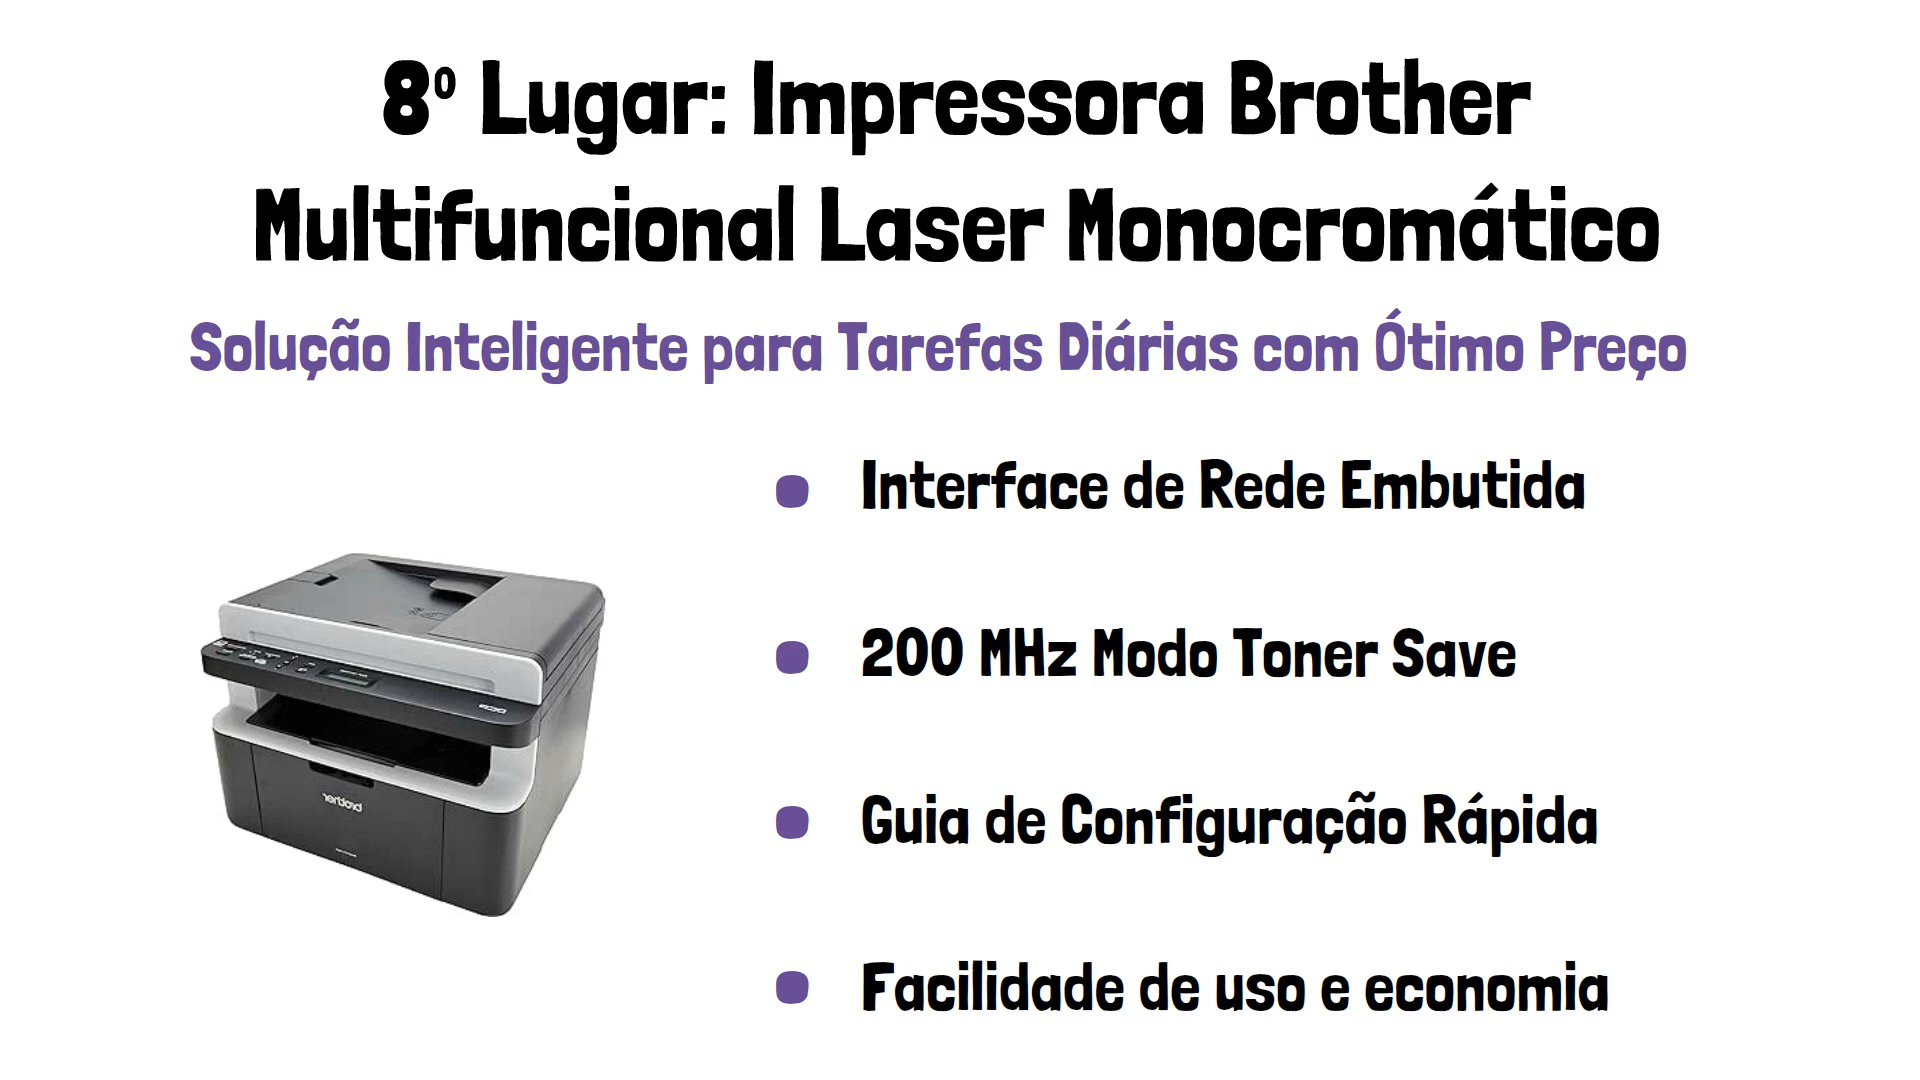 8º Lugar: Impressora Brother
Multifuncional Laser Monocromático
Solução Inteligente para Tarefas Diárias com Ótimo Preço
Interface de Rede Embutida
200 MHz Modo Toner Save
Guia de Configuração Rápida
Facilidade de uso e economia
brother